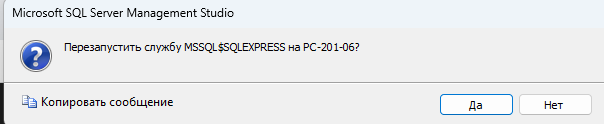 Microsoft SQL Server Management Studio
Перезапустить службу MSSQL$SQLEXPRESS на PC-201-06?
Копировать сообщение
Да
Нет